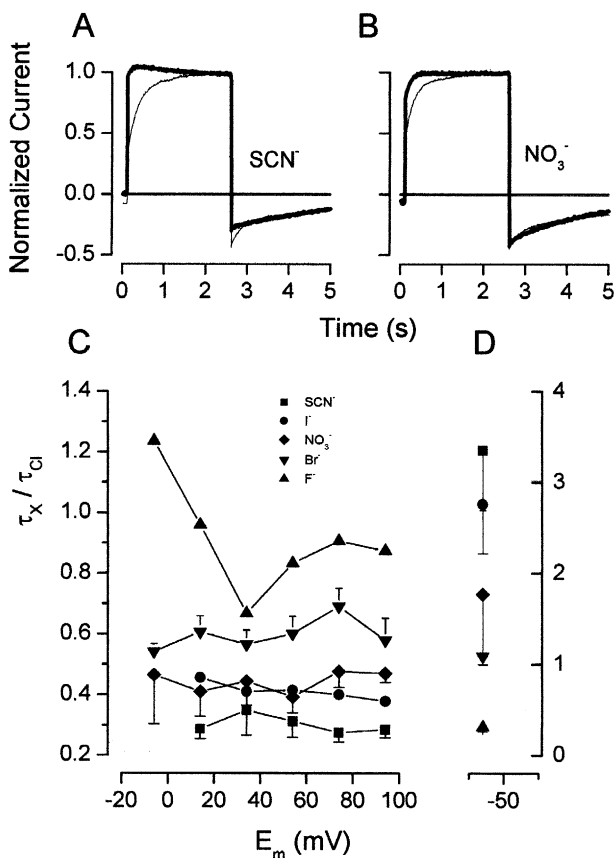 A
B
Normalized Current
1.0
0.5
0.0
-0.5
SCN⁻
NO₃⁻
0 1 2 3 4 5
0 1 2 3 4 5
Time (s)
C
D
τX / τCl
1.4
1.2
1.0
0.8
0.6
0.4
0.2
SCN⁻
I⁻
NO₃⁻
Br⁻
F⁻
4
3
2
1
0
-20 0 20 40 60 80 100
-50
Em (mV)